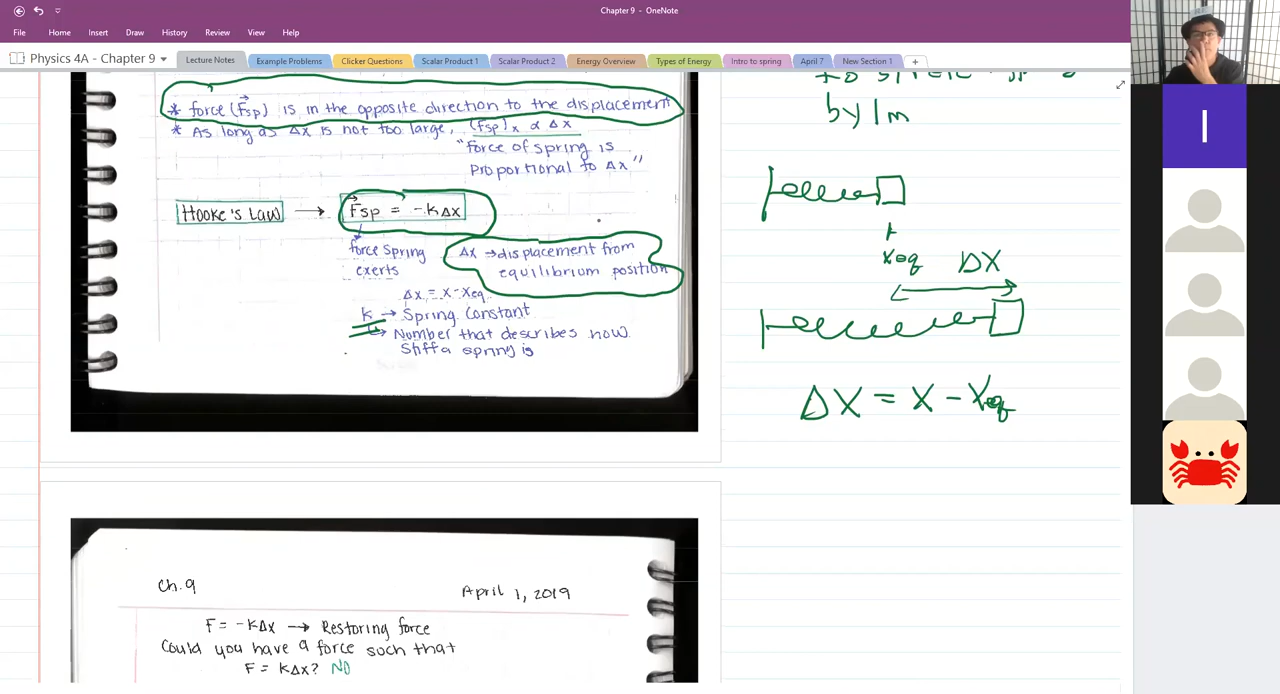 Chapter 9 - OneNote
File Home Insert Draw History Review View Help
Physics 4A - Chapter 9 Lecture Notes Example Problems Clicker Questions Scalar Product 1 Scalar Product 2 Energy Overview Types of Energy Intro to spring April 7 New Section 1 +
* force (Fsp) is in the opposite direction to the displacement
* As long as Δx is not too large, (Fsp)x α Δx
"force of spring is
proportional to Δx"
Hooke's Law → Fsp = -kΔx
force Spring
exerts
Δx → displacement from
equilibrium position
Δx = x - xeq
k → Spring Constant
↳ Number that describes how
Stiff a spring is
by 1m
xeq
ΔX
ΔX = X - Xeq
I
Ch.9
April 1, 2019
F = -kΔx → Restoring force
Could you have a force such that
F = kΔx? NO